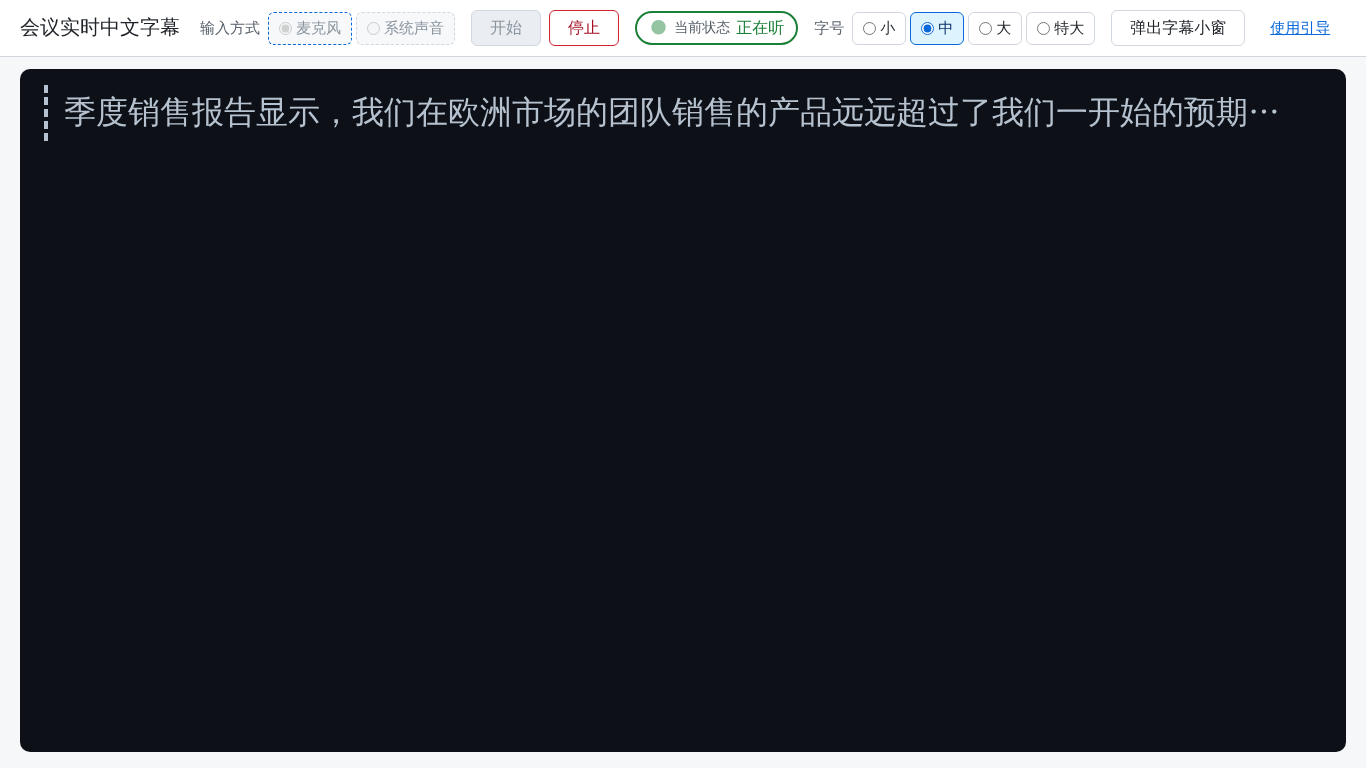 会议实时中文字幕 输入方式 麦克风 系统声音 开始 停止 当前状态 正在听 字号 小 中 大 特大 弹出字幕小窗 使用引导
季度销售报告显示，我们在欧洲市场的团队销售的产品远远超过了我们一开始的预期…